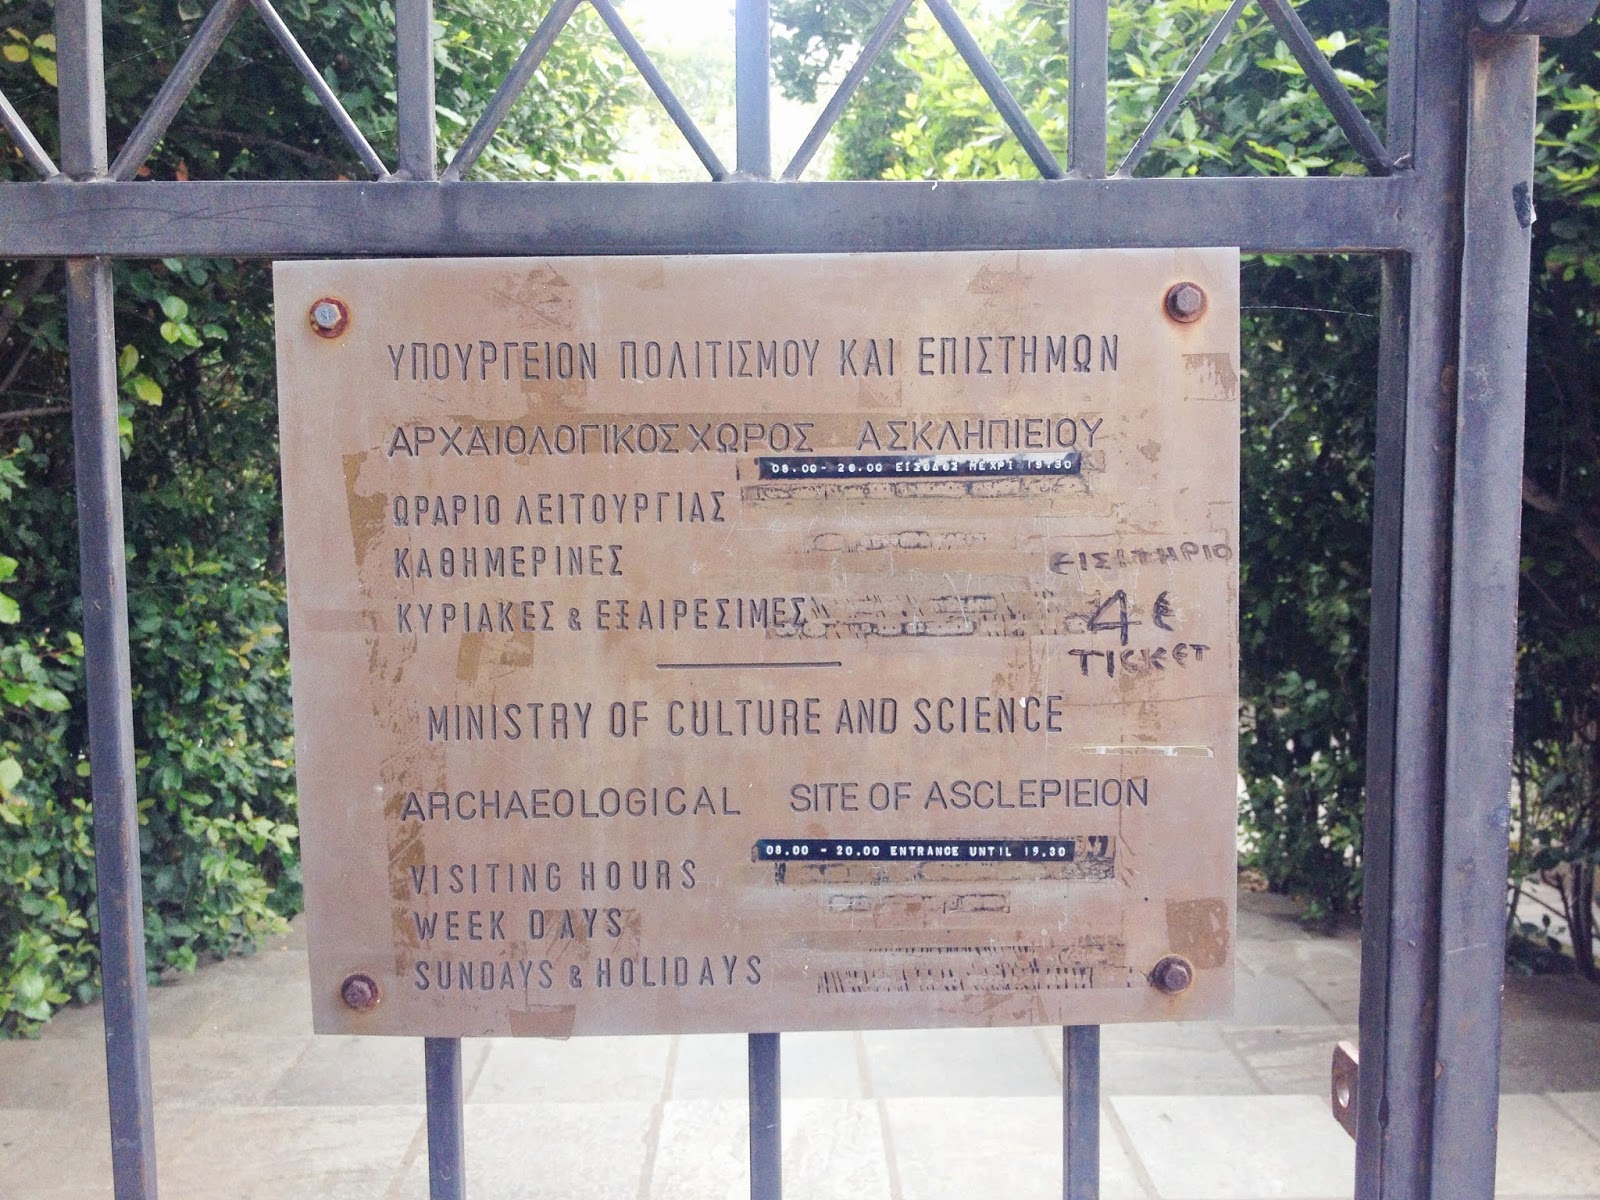 ΥΠΟΥΡΓΕΙΟΝ ΠΟΛΙΤΙΣΜΟΥ ΚΑΙ ΕΠΙΣΤΗΜΩΝ
ΑΡΧΑΙΟΛΟΓΙΚΟΣ ΧΩΡΟΣ ΑΣΚΛΗΠΙΕΙΟΥ
08.00 - 20.00 ΕΙΣΟΔΟΣ ΜΕΧΡΙ 19.30
ΩΡΑΡΙΟ ΛΕΙΤΟΥΡΓΙΑΣ
ΚΑΘΗΜΕΡΙΝΕΣ
ΕΙΣΙΤΗΡΙΟ
ΚΥΡΙΑΚΕΣ & ΕΞΑΙΡΕΣΙΜΕΣ
4€
TICKET
MINISTRY OF CULTURE AND SCIENCE
ARCHAEOLOGICAL SITE OF ASCLEPIEION
08.00 - 20.00 ENTRANCE UNTIL 19.30
VISITING HOURS
WEEK DAYS
SUNDAYS & HOLIDAYS